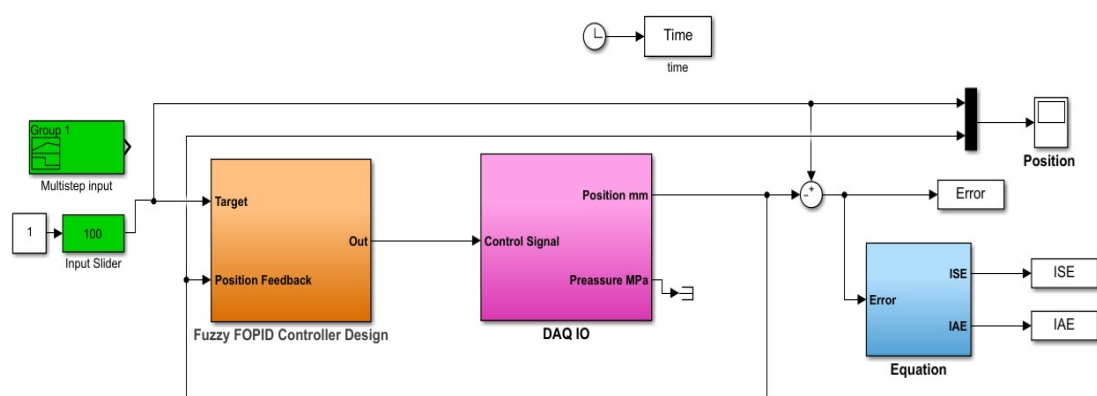 Time
time
Group 1
Multistep input
1
100
Input Slider
Target
Position Feedback
Out
Fuzzy FOPID Controller Design
Control Signal
Position mm
Preassure MPa
DAQ IO
Position
- +
Error
Error
ISE
IAE
Equation
ISE
IAE